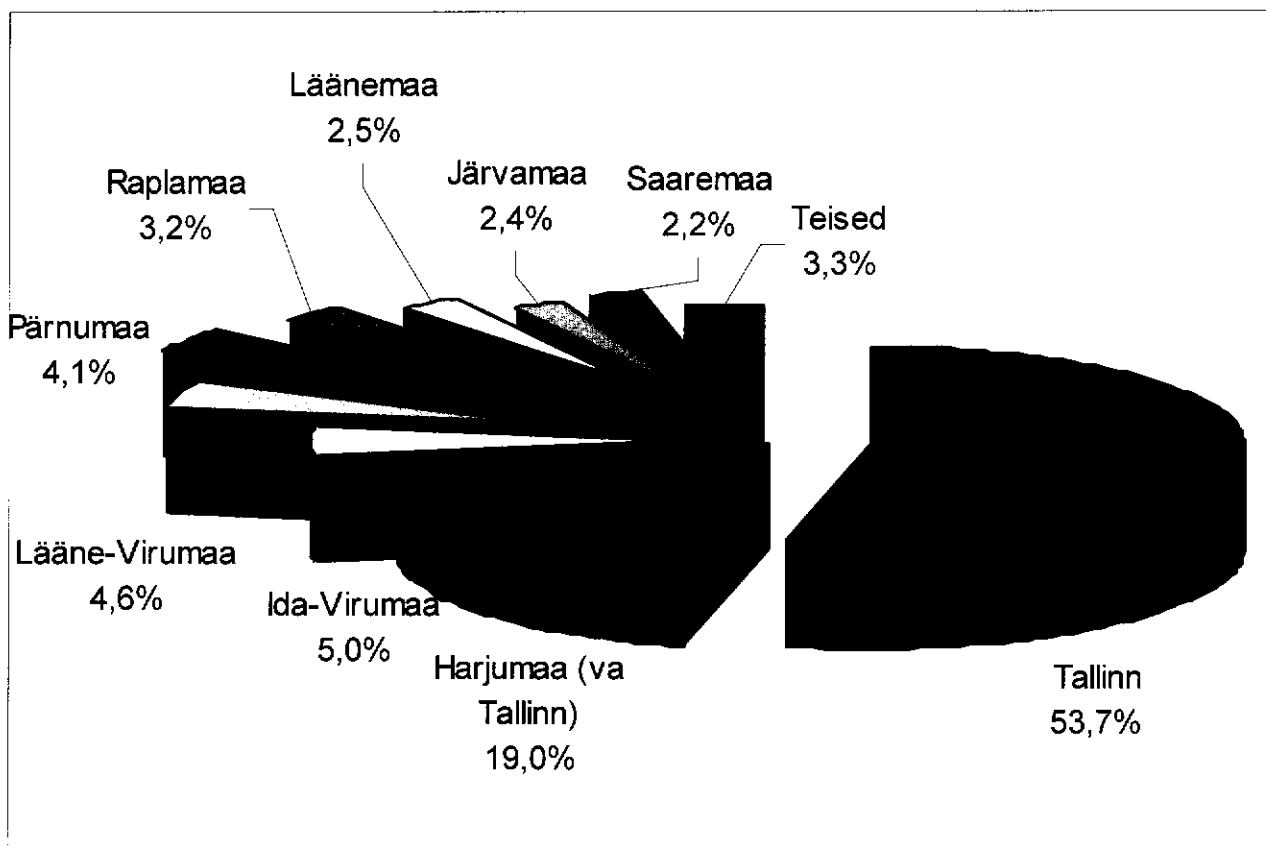 Läänemaa
2,5%
Raplamaa
3,2%
Järvamaa
2,4%
Saaremaa
2,2%
Teised
3,3%
Pärnumaa
4,1%
Lääne-Virumaa
4,6%
Ida-Virumaa
5,0%
Harjumaa (va
Tallinn)
19,0%
Tallinn
53,7%